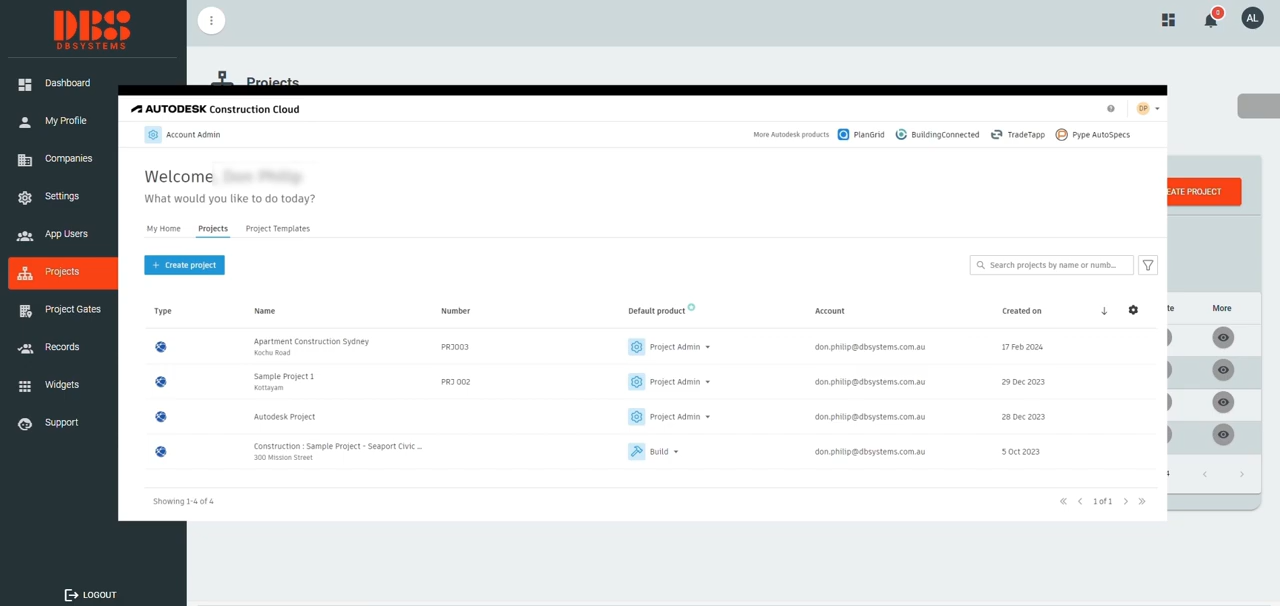 DBS
DBSYSTEMS
0
AL
Dashboard
My Profile
Companies
Settings
App Users
Projects
Project Gates
Records
Widgets
Support
LOGOUT
Projects
AUTODESK Construction Cloud
DP
Account Admin
More Autodesk products PlanGrid BuildingConnected TradeTapp Pype AutoSpecs
Welcome, Don Philip
What would you like to do today?
My Home Projects Project Templates
+ Create project
Search projects by name or numb...
Type Name Number Default product Account Created on
Apartment Construction Sydney
Kochu Road
PRJ003 Project Admin don.philip@dbsystems.com.au 17 Feb 2024
Sample Project 1
Kottayam
PRJ 002 Project Admin don.philip@dbsystems.com.au 29 Dec 2023
Autodesk Project Project Admin don.philip@dbsystems.com.au 28 Dec 2023
Construction : Sample Project - Seaport Civic ...
300 Mission Street
Build don.philip@dbsystems.com.au 5 Oct 2023
Showing 1-4 of 4
1 of 1
EATE PROJECT
te More
4